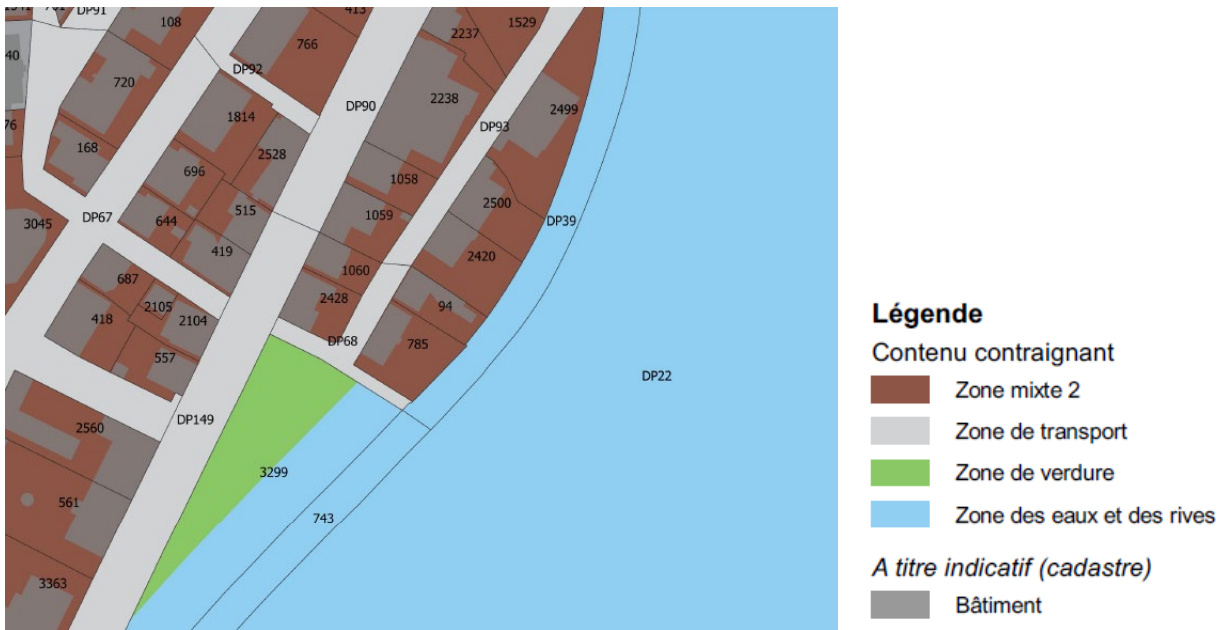 DP91
108
413
1529
2237
766
40
720
DP92
2238
DP90
2499
1814
DP93
76
168
2528
696
1058
2500
515
1059
644
DP67
DP39
3045
419
2420
1060
687
2428
94
2105
418
2104
DP68
785
557
DP22
DP149
2560
3299
561
743
3363
Légende
Contenu contraignant
Zone mixte 2
Zone de transport
Zone de verdure
Zone des eaux et des rives
A titre indicatif (cadastre)
Bâtiment